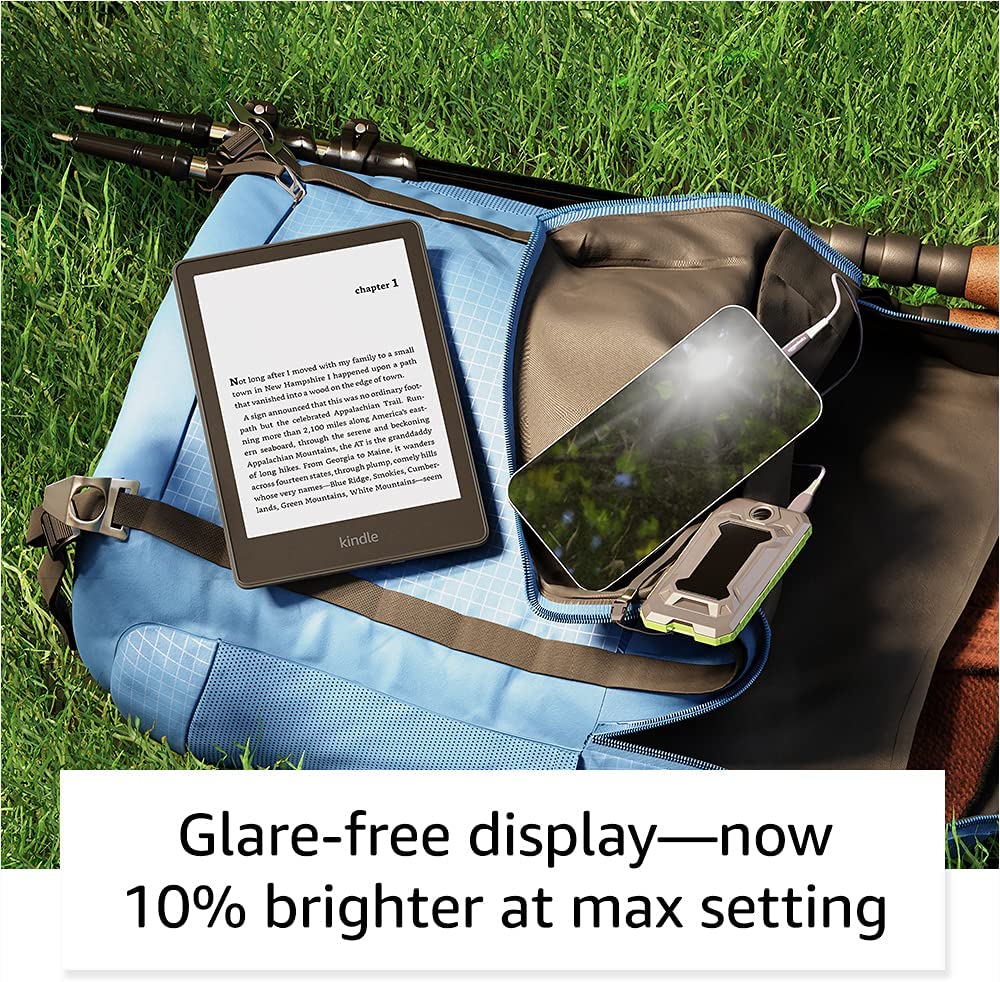 chapter 1
Not long after I moved with my family to a small
town in New Hampshire I happened upon a path
that vanished into a wood on the edge of town.
A sign announced that this was no ordinary foot-
path but the celebrated Appalachian Trail. Run-
ning more than 2,100 miles along America's east-
ern seaboard, through the serene and beckoning
Appalachian Mountains, the AT is the granddaddy
of long hikes. From Georgia to Maine, it wanders
across fourteen states, through plump, comely hills
whose very names—Blue Ridge, Smokies, Cumber-
lands, Green Mountains, White Mountains—seem
kindle
Glare-free display—now
10% brighter at max setting